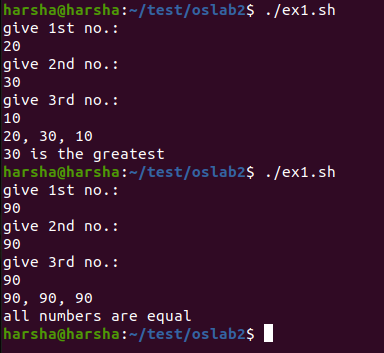 harsha@harsha:~/test/oslab2$ ./ex1.sh
give 1st no.:
20
give 2nd no.:
30
give 3rd no.:
10
20, 30, 10
30 is the greatest
harsha@harsha:~/test/oslab2$ ./ex1.sh
give 1st no.:
90
give 2nd no.:
90
give 3rd no.:
90
90, 90, 90
all numbers are equal
harsha@harsha:~/test/oslab2$